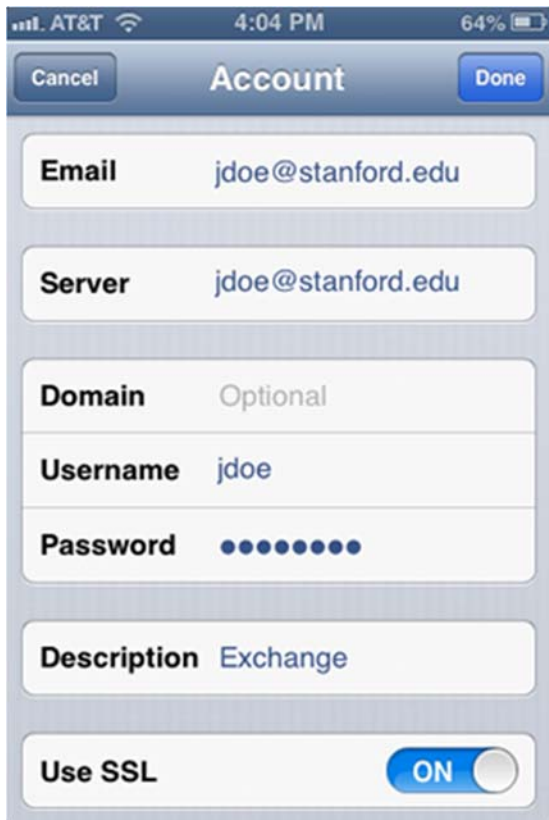 AT&T 4:04 PM 64%
Cancel Account Done
Email jdoe@stanford.edu
Server jdoe@stanford.edu
Domain Optional
Username jdoe
Password ●●●●●●●●
Description Exchange
Use SSL ON